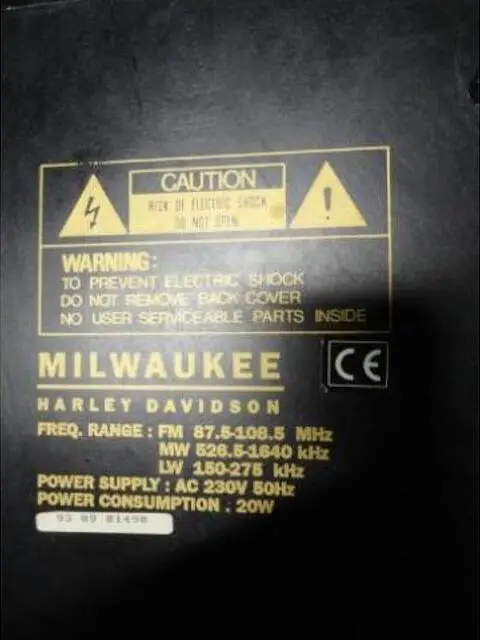 CAUTION
RISK OF ELECTRIC SHOCK
DO NOT OPEN
WARNING:
TO PREVENT ELECTRIC SHOCK
DO NOT REMOVE BACK COVER
NO USER SERVICEABLE PARTS INSIDE
MILWAUKEE
CE
HARLEY DAVIDSON
FREQ. RANGE : FM 87.5-108.5 MHz
MW 526.5-1640 kHz
LW 150-275 kHz
POWER SUPPLY : AC 230V 50Hz
POWER CONSUMPTION : 20W